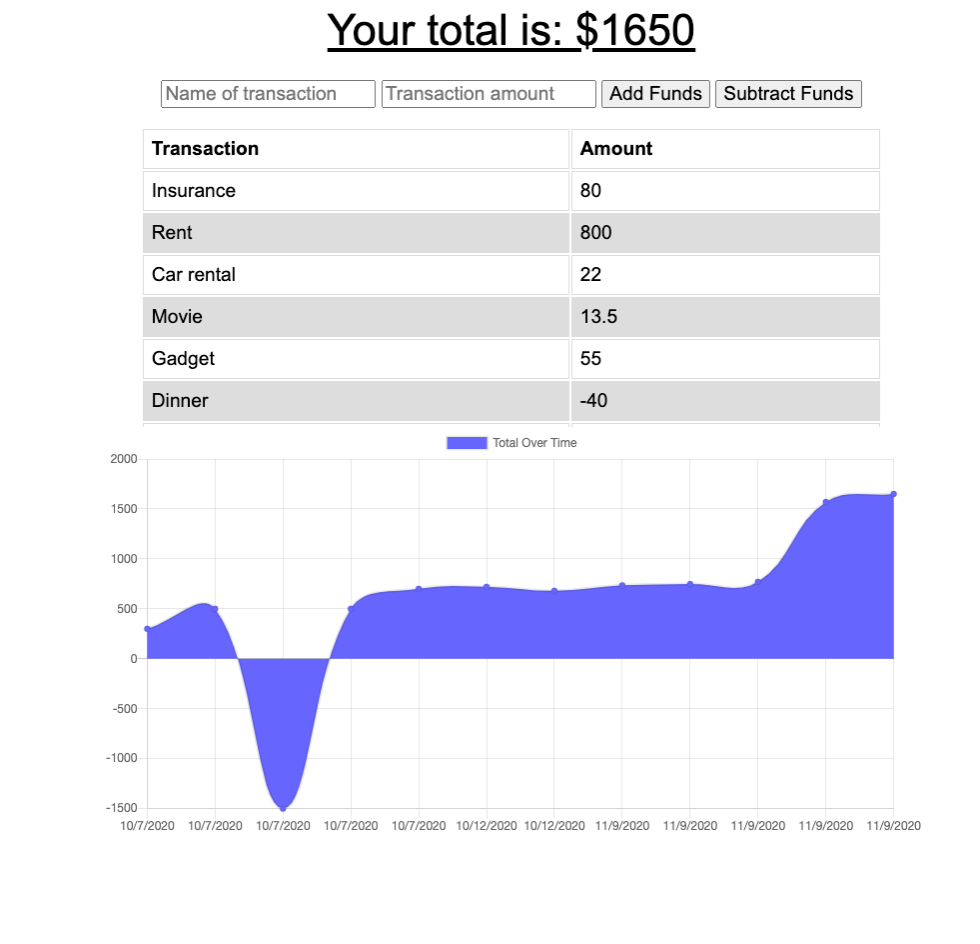 Your total is: $1650
Name of transaction Transaction amount Add Funds Subtract Funds
Transaction Amount
Insurance 80
Rent 800
Car rental 22
Movie 13.5
Gadget 55
Dinner -40
Total Over Time
2000
1500
1000
500
0
-500
-1000
-1500
10/7/2020 10/7/2020 10/7/2020 10/7/2020 10/7/2020 10/12/2020 10/12/2020 11/9/2020 11/9/2020 11/9/2020 11/9/2020 11/9/2020